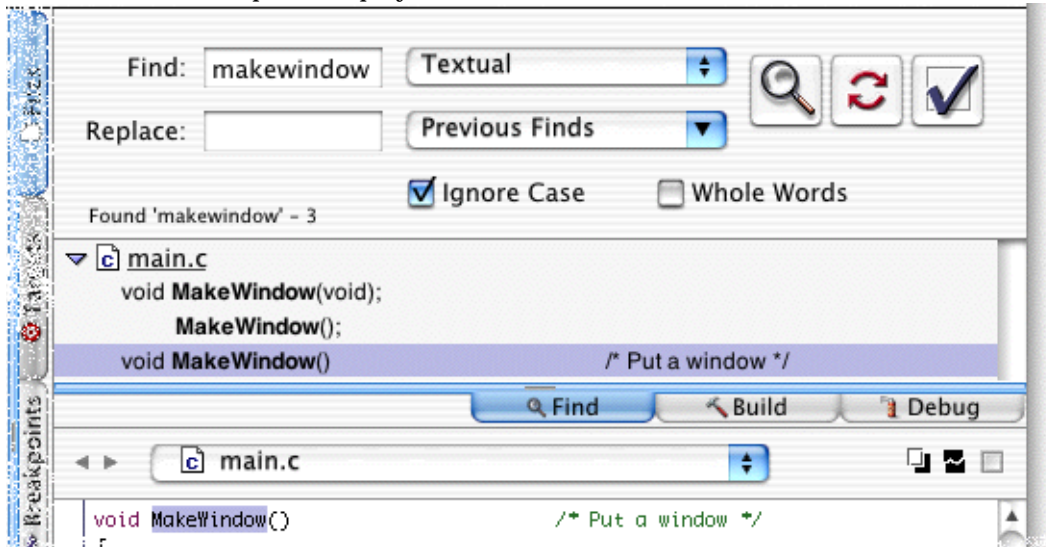 Find: makewindow Textual
Replace: Previous Finds
Ignore Case Whole Words
Found 'makewindow' - 3
main.c
void MakeWindow(void);
MakeWindow();
void MakeWindow() /* Put a window */
Find Build Debug
main.c
void MakeWindow() /* Put a window */
{
Breakpoints